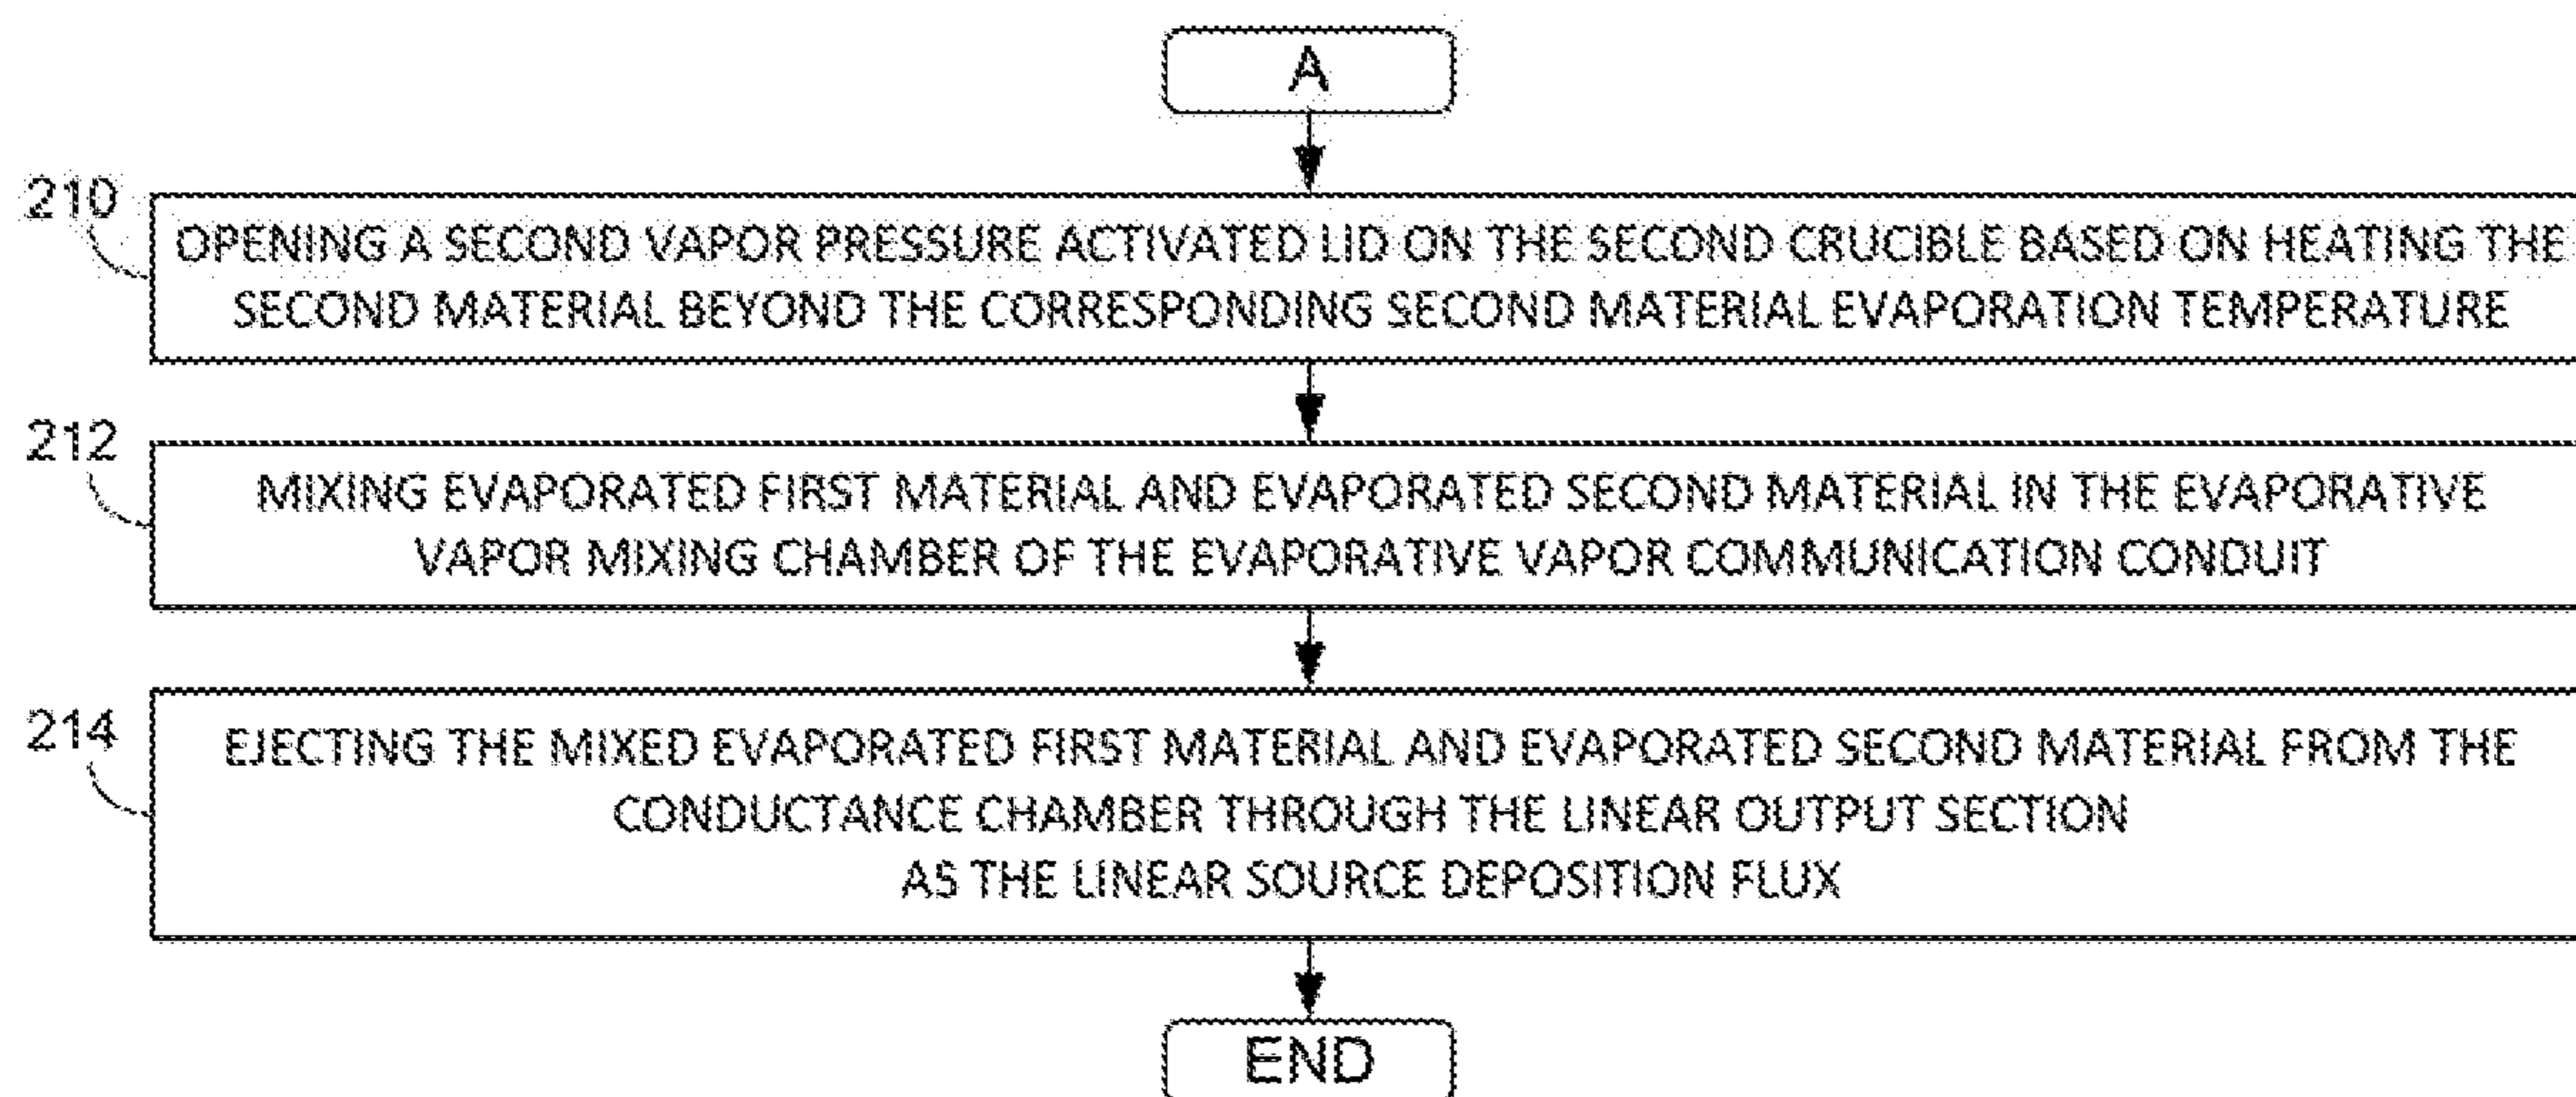 A
210
OPENING A SECOND VAPOR PRESSURE ACTIVATED LID ON THE SECOND CRUCIBLE BASED ON HEATING THE
SECOND MATERIAL BEYOND THE CORRESPONDING SECOND MATERIAL EVAPORATION TEMPERATURE
212
MIXING EVAPORATED FIRST MATERIAL AND EVAPORATED SECOND MATERIAL IN THE EVAPORATIVE
VAPOR MIXING CHAMBER OF THE EVAPORATIVE VAPOR COMMUNICATION CONDUIT
214
EJECTING THE MIXED EVAPORATED FIRST MATERIAL AND EVAPORATED SECOND MATERIAL FROM THE
CONDUCTANCE CHAMBER THROUGH THE LINEAR OUTPUT SECTION
AS THE LINEAR SOURCE DEPOSITION FLUX
END